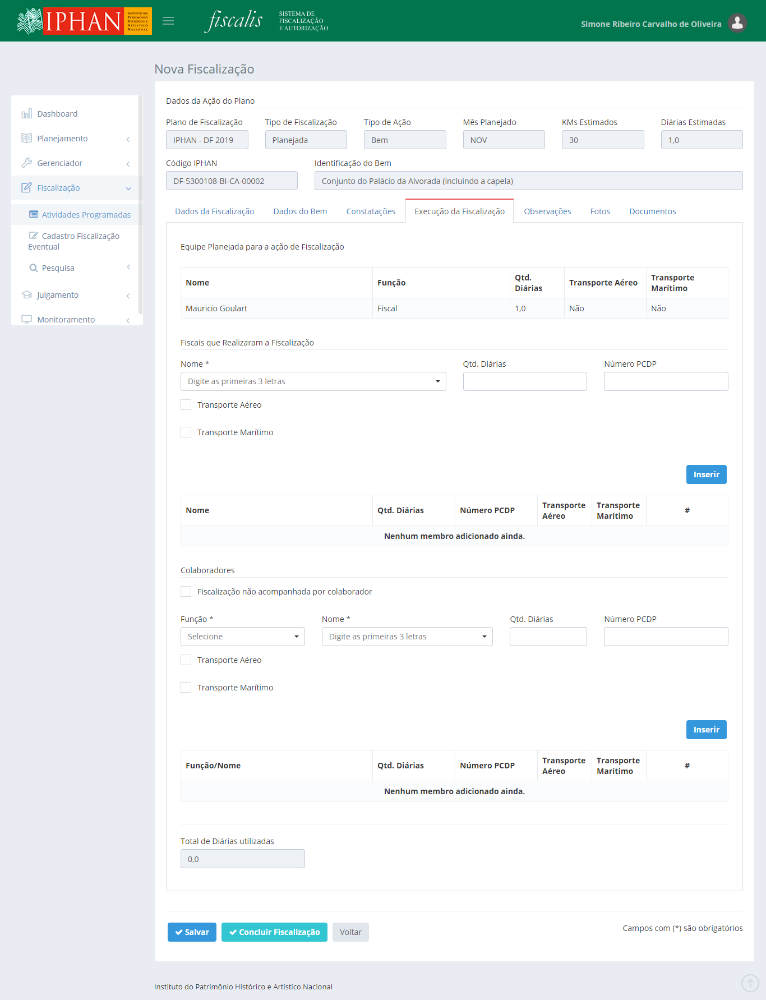 IPHAN
INSTITUTO DO
PATRIMÔNIO
HISTÓRICO E
ARTÍSTICO
NACIONAL
fiscalis
SISTEMA DE
FISCALIZAÇÃO
E AUTORIZAÇÃO
Simone Ribeiro Carvalho de Oliveira
Nova Fiscalização
Dashboard
Planejamento
Gerenciador
Fiscalização
Atividades Programadas
Cadastro Fiscalização
Eventual
Pesquisa
Julgamento
Monitoramento
Dados da Ação do Plano
Plano de Fiscalização Tipo de Fiscalização Tipo de Ação Mês Planejado KMs Estimados Diárias Estimadas
IPHAN - DF 2019 Planejada Bem NOV 30 1,0
Código IPHAN Identificação do Bem
DF-5300108-BI-CA-00002 Conjunto do Palácio da Alvorada (incluindo a capela)
Dados da Fiscalização Dados do Bem Constatações Execução da Fiscalização Observações Fotos Documentos
Equipe Planejada para a ação de Fiscalização
Nome Função Qtd. Diárias Transporte Aéreo Transporte Marítimo
Mauricio Goulart Fiscal 1,0 Não Não
Fiscais que Realizaram a Fiscalização
Nome * Qtd. Diárias Número PCDP
Digite as primeiras 3 letras
Transporte Aéreo
Transporte Marítimo
Inserir
Nome Qtd. Diárias Número PCDP Transporte Aéreo Transporte Marítimo #
Nenhum membro adicionado ainda.
Colaboradores
Fiscalização não acompanhada por colaborador
Função * Nome * Qtd. Diárias Número PCDP
Selecione Digite as primeiras 3 letras
Transporte Aéreo
Transporte Marítimo
Inserir
Função/Nome Qtd. Diárias Número PCDP Transporte Aéreo Transporte Marítimo #
Nenhum membro adicionado ainda.
Total de Diárias utilizadas
0,0
Salvar Concluir Fiscalização Voltar Campos com (*) são obrigatórios
Instituto do Patrimônio Histórico e Artístico Nacional